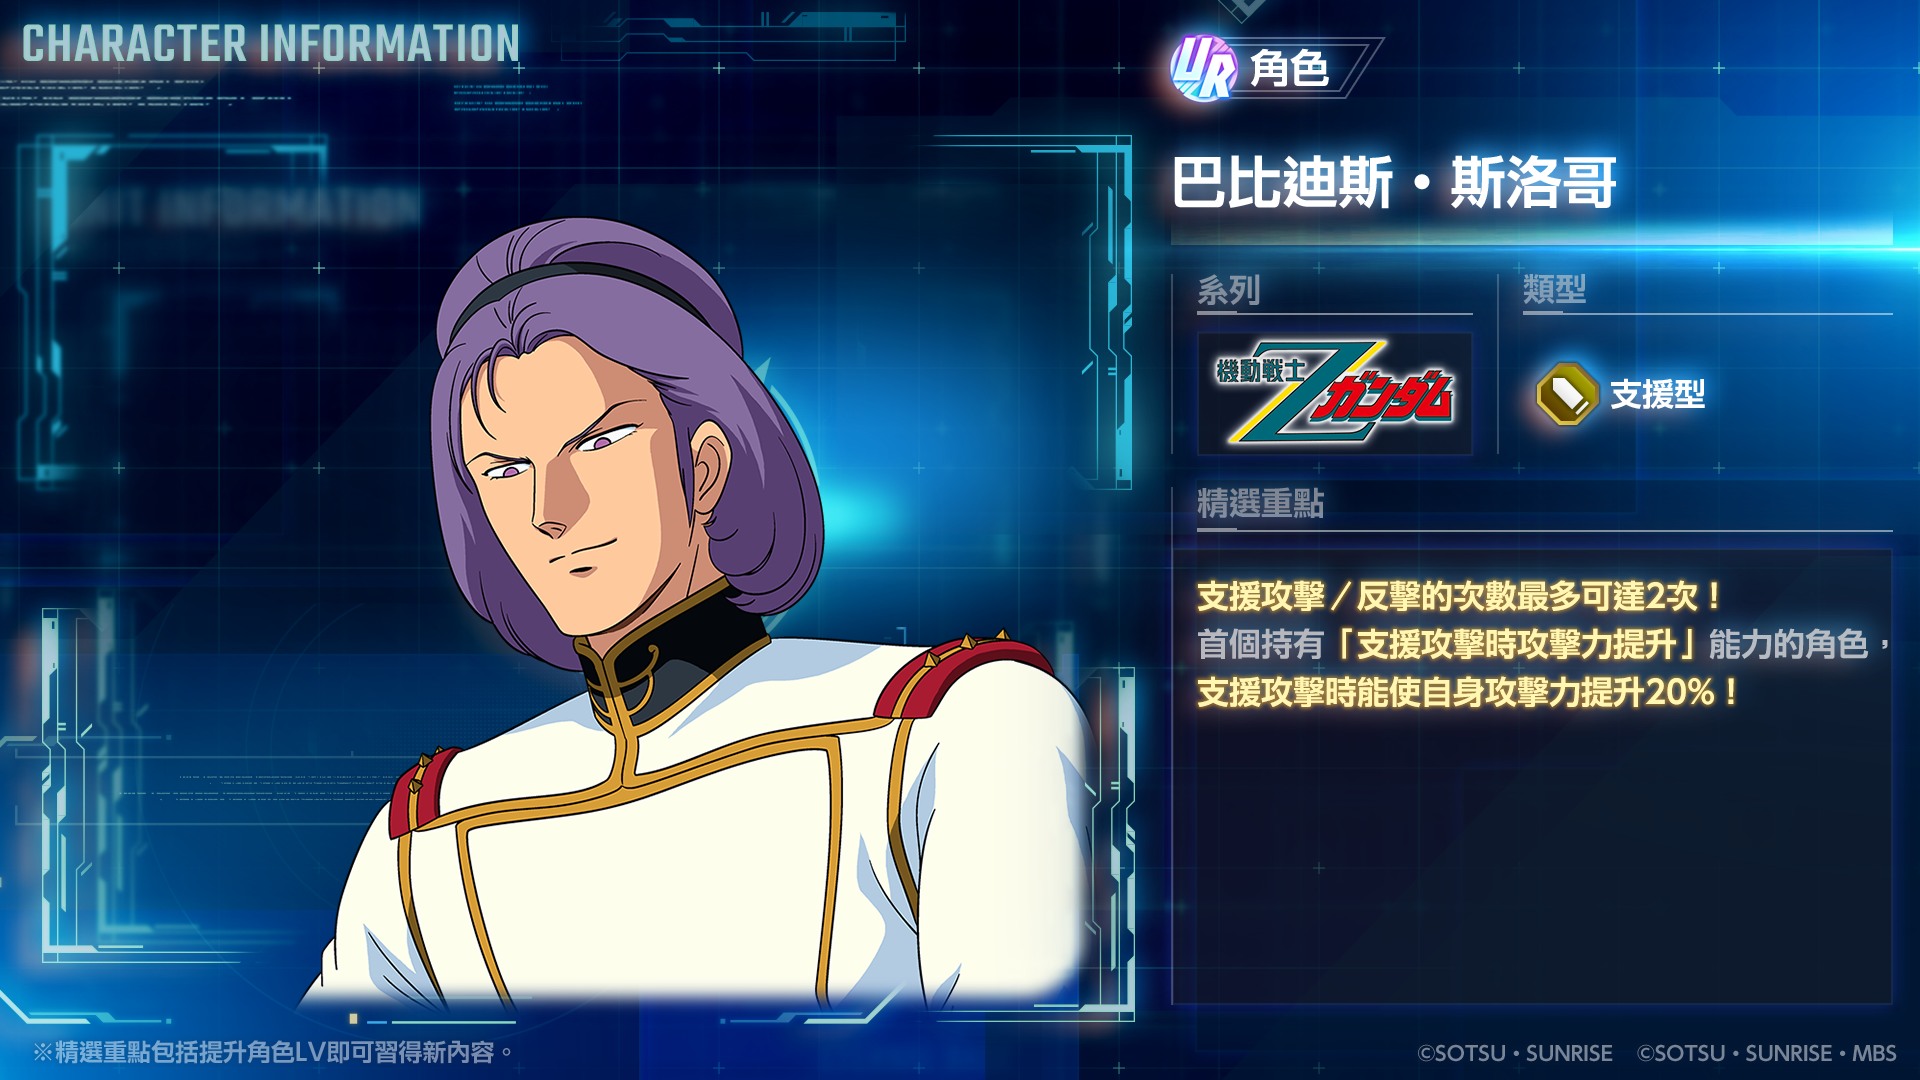 CHARACTER INFORMATION
UR 角色
INFORMATION
巴比迪斯・斯洛哥
系列
類型
機動戦士Zガンダム
支援型
精選重點
支援攻擊／反擊的次數最多可達2次！
首個持有「支援攻擊時攻擊力提升」能力的角色，
支援攻擊時能使自身攻擊力提升20%！
※精選重點包括提升角色LV即可習得新內容。
©SOTSU・SUNRISE ©SOTSU・SUNRISE・MBS